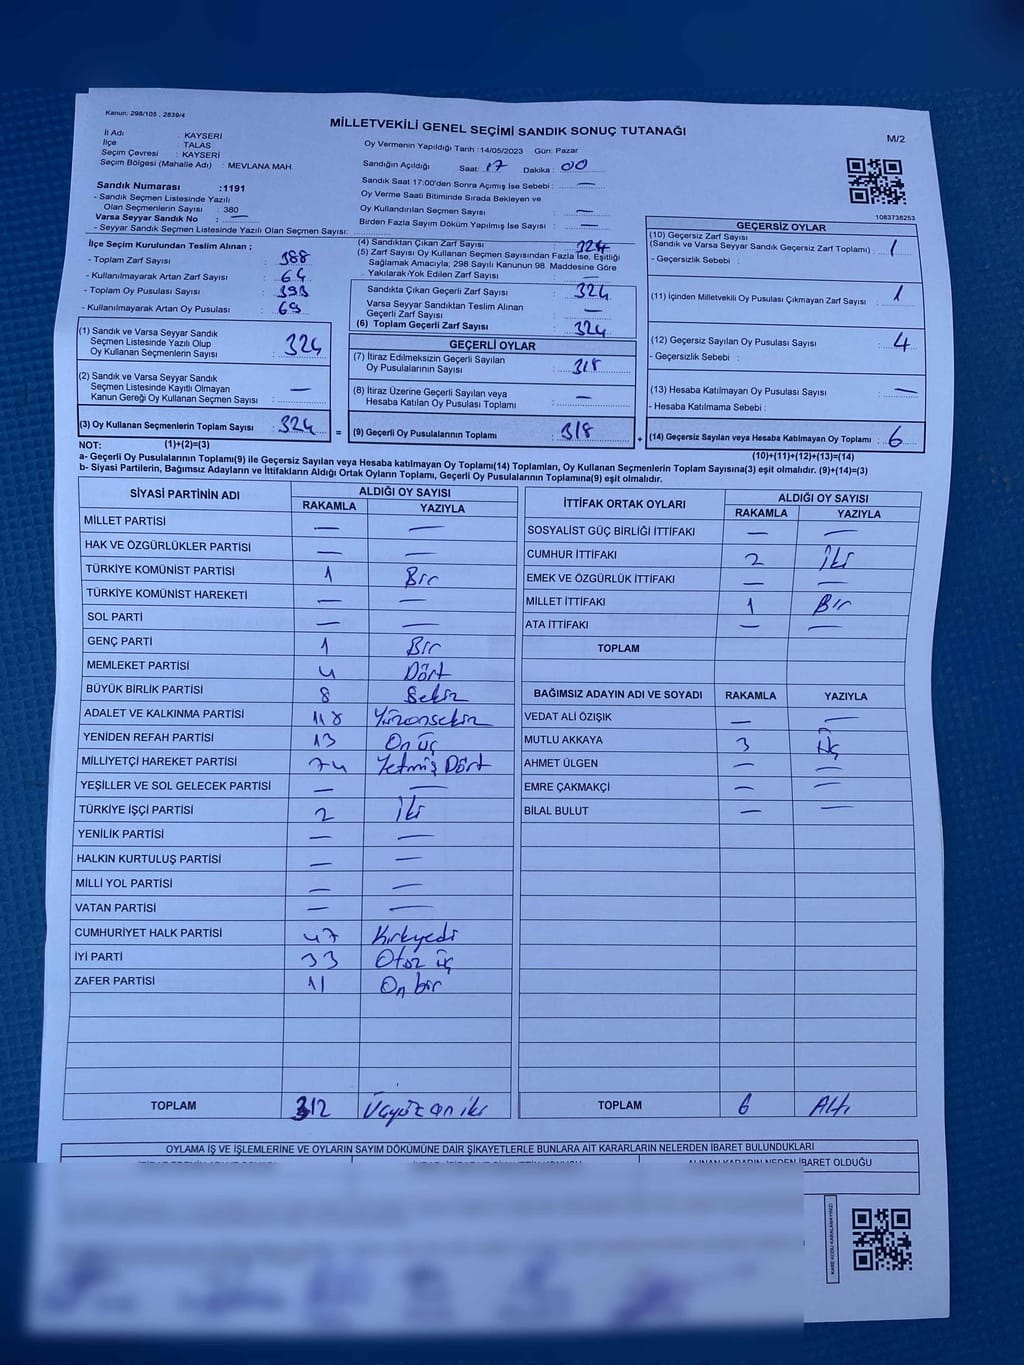 Kanun: 298/105 , 2839/4
MİLLETVEKİLİ GENEL SEÇİMİ SANDIK SONUÇ TUTANAĞI
M/2
İl Adı : KAYSERİ
İlçe : TALAS
Seçim Çevresi : KAYSERİ
Seçim Bölgesi (Mahalle Adı) : MEVLANA MAH.
Oy Vermenin Yapıldığı Tarih :14/05/2023 Gün: Pazar
Sandığın Açıldığı Saat: 17 Dakika : 00
Sandık Saat 17:00'den Sonra Açılmış İse Sebebi : —
Oy Verme Saati Bitiminde Sırada Bekleyen ve
Oy Kullandırılan Seçmen Sayısı : —
Birden Fazla Sayım Döküm Yapılmış İse Sayısı : —
1083738253
Sandık Numarası :1191
- Sandık Seçmen Listesinde Yazılı
Olan Seçmenlerin Sayısı : 380
Varsa Seyyar Sandık No : —
- Seyyar Sandık Seçmen Listesinde Yazılı Olan Seçmen Sayısı:
İlçe Seçim Kurulundan Teslim Alınan ;
- Toplam Zarf Sayısı : 388
- Kullanılmayarak Artan Zarf Sayısı : 64
- Toplam Oy Pusulası Sayısı : 393
- Kullanılmayarak Artan Oy Pusulası : 69
(4) Sandıktan Çıkan Zarf Sayısı : 324
(5) Zarf Sayısı Oy Kullanan Seçmen Sayısından Fazla İse, Eşitliği
Sağlamak Amacıyla; 298 Sayılı Kanunun 98. Maddesine Göre
Yakılarak Yok Edilen Zarf Sayısı : —
Sandıkta Çıkan Geçerli Zarf Sayısı : 324
Varsa Seyyar Sandıktan Teslim Alınan
Geçerli Zarf Sayısı : —
(6) Toplam Geçerli Zarf Sayısı : 324
GEÇERSİZ OYLAR
(10) Geçersiz Zarf Sayısı
(Sandık ve Varsa Seyyar Sandık Geçersiz Zarf Toplamı) : 1
- Geçersizlik Sebebi :
(11) İçinden Milletvekili Oy Pusulası Çıkmayan Zarf Sayısı : 1
(12) Geçersiz Sayılan Oy Pusulası Sayısı : 4
- Geçersizlik Sebebi :
(13) Hesaba Katılmayan Oy Pusulası Sayısı : —
- Hesaba Katılmama Sebebi :
(14) Geçersiz Sayılan veya Hesaba Katılmayan Oy Toplamı : 6
(1) Sandık ve Varsa Seyyar Sandık
Seçmen Listesinde Yazılı Olup
Oy Kullanan Seçmenlerin Sayısı : 324
(2) Sandık ve Varsa Seyyar Sandık
Seçmen Listesinde Kayıtlı Olmayan
Kanun Gereği Oy Kullanan Seçmen Sayısı : —
(3) Oy Kullanan Seçmenlerin Toplam Sayısı : 324
=
GEÇERLİ OYLAR
(7) İtiraz Edilmeksizin Geçerli Sayılan
Oy Pusulalarının Sayısı : 318
(8) İtiraz Üzerine Geçerli Sayılan veya
Hesaba Katılan Oy Pusulası Toplamı : —
(9) Geçerli Oy Pusulalarının Toplamı : 318
+
NOT: (1)+(2)=(3)
(10)+(11)+(12)+(13)=(14)
a- Geçerli Oy Pusulalarının Toplamı(9) ile Geçersiz Sayılan veya Hesaba katılmayan Oy Toplamı(14) Toplamları, Oy Kullanan Seçmenlerin Toplam Sayısına(3) eşit olmalıdır. (9)+(14)=(3)
b- Siyasi Partilerin, Bağımsız Adayların ve İttifakların Aldığı Ortak Oyların Toplamı, Geçerli Oy Pusulalarının Toplamına(9) eşit olmalıdır.
SİYASİ PARTİNİN ADI ALDIĞI OY SAYISI
RAKAMLA YAZIYLA
MİLLET PARTİSİ — —
HAK VE ÖZGÜRLÜKLER PARTİSİ — —
TÜRKİYE KOMÜNİST PARTİSİ 1 Bir
TÜRKİYE KOMÜNİST HAREKETİ — —
SOL PARTİ — —
GENÇ PARTİ 1 Bir
MEMLEKET PARTİSİ 4 Dört
BÜYÜK BİRLİK PARTİSİ 8 Sekiz
ADALET VE KALKINMA PARTİSİ 118 Yüzonsekiz
YENİDEN REFAH PARTİSİ 13 On üç
MİLLİYETÇİ HAREKET PARTİSİ 74 Yetmiş Dört
YEŞİLLER VE SOL GELECEK PARTİSİ — —
TÜRKİYE İŞÇİ PARTİSİ 2 İki
YENİLİK PARTİSİ — —
HALKIN KURTULUŞ PARTİSİ — —
MİLLİ YOL PARTİSİ — —
VATAN PARTİSİ — —
CUMHURİYET HALK PARTİSİ 47 Kırkyedi
İYİ PARTİ 33 Otuz üç
ZAFER PARTİSİ 11 On bir
TOPLAM 312 Üçyüz on iki
İTTİFAK ORTAK OYLARI ALDIĞI OY SAYISI
RAKAMLA YAZIYLA
SOSYALİST GÜÇ BİRLİĞİ İTTİFAKI — —
CUMHUR İTTİFAKI 2 İki
EMEK VE ÖZGÜRLÜK İTTİFAKI — —
MİLLET İTTİFAKI 1 Bir
ATA İTTİFAKI — —
TOPLAM
BAĞIMSIZ ADAYIN ADI VE SOYADI RAKAMLA YAZIYLA
VEDAT ALİ ÖZIŞIK — —
MUTLU AKKAYA 3 Üç
AHMET ÜLGEN — —
EMRE ÇAKMAKÇİ — —
BİLAL BULUT — —
TOPLAM 6 Altı
OYLAMA İŞ VE İŞLEMLERİNE VE OYLARIN SAYIM DÖKÜMÜNE DAİR ŞİKAYETLERLE BUNLARA AİT KARARLARIN NELERDEN İBARET BULUNDUKLARI
ALINAN KARARIN NEDEN İBARET OLDUĞU
KARE KODU KARALAMAYINIZ!